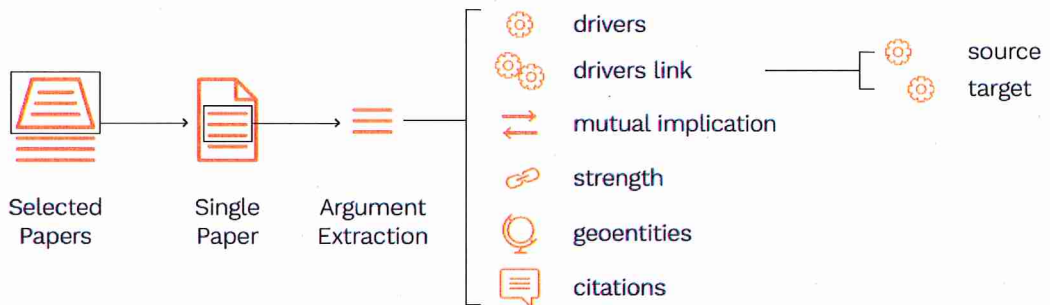 Selected
Papers
Single
Paper
Argument
Extraction
drivers
drivers link
mutual implication
strength
geoentities
citations
source
target